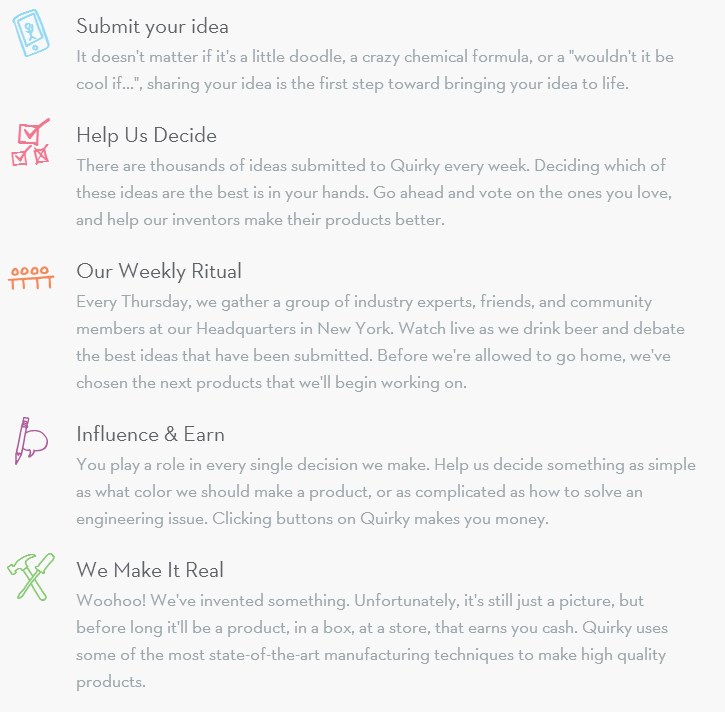 Submit your idea
It doesn't matter if it's a little doodle, a crazy chemical formula, or a "wouldn't it be
cool if...", sharing your idea is the first step toward bringing your idea to life.
Help Us Decide
There are thousands of ideas submitted to Quirky every week. Deciding which of
these ideas are the best is in your hands. Go ahead and vote on the ones you love,
and help our inventors make their products better.
Our Weekly Ritual
Every Thursday, we gather a group of industry experts, friends, and community
members at our Headquarters in New York. Watch live as we drink beer and debate
the best ideas that have been submitted. Before we're allowed to go home, we've
chosen the next products that we'll begin working on.
Influence & Earn
You play a role in every single decision we make. Help us decide something as simple
as what color we should make a product, or as complicated as how to solve an
engineering issue. Clicking buttons on Quirky makes you money.
We Make It Real
Woohoo! We've invented something. Unfortunately, it's still just a picture, but
before long it'll be a product, in a box, at a store, that earns you cash. Quirky uses
some of the most state-of-the-art manufacturing techniques to make high quality
products.